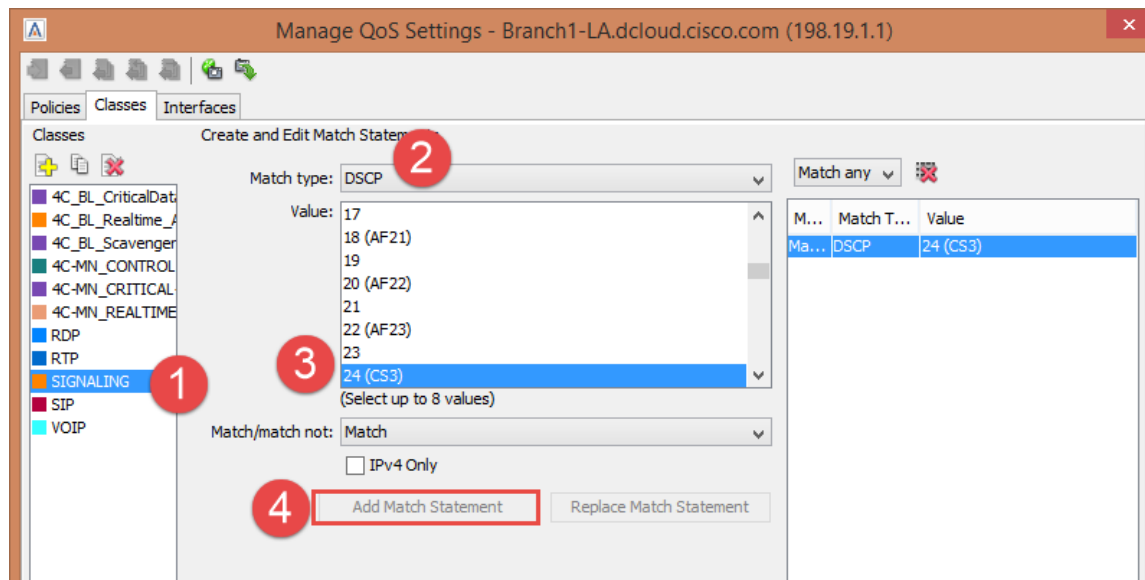 Manage QoS Settings - Branch1-LA.dcloud.cisco.com (198.19.1.1)
Policies Classes Interfaces
Classes
4C_BL_CriticalData
4C_BL_Realtime_A
4C_BL_Scavenger
4C-MN_CONTROL
4C-MN_CRITICAL-
4C-MN_REALTIME
RDP
RTP
SIGNALING
1
SIP
VOIP
Create and Edit Match Statements
2
Match type: DSCP
Value: 17
18 (AF21)
19
20 (AF22)
21
22 (AF23)
23
3
24 (CS3)
(Select up to 8 values)
Match/match not: Match
IPv4 Only
4
Add Match Statement
Replace Match Statement
Match any
M... Match T... Value
Ma... DSCP 24 (CS3)